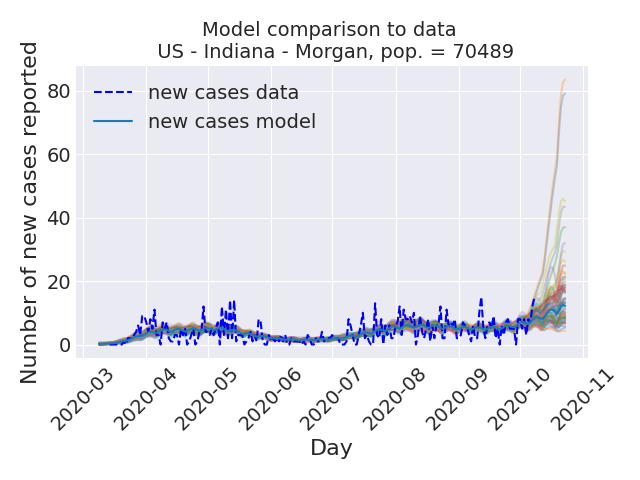 Model comparison to data
US - Indiana - Morgan, pop. = 70489
Number of new cases reported
80
60
40
20
0
new cases data
new cases model
2020-03
2020-04
2020-05
2020-06
2020-07
2020-08
2020-09
2020-10
2020-11
Day